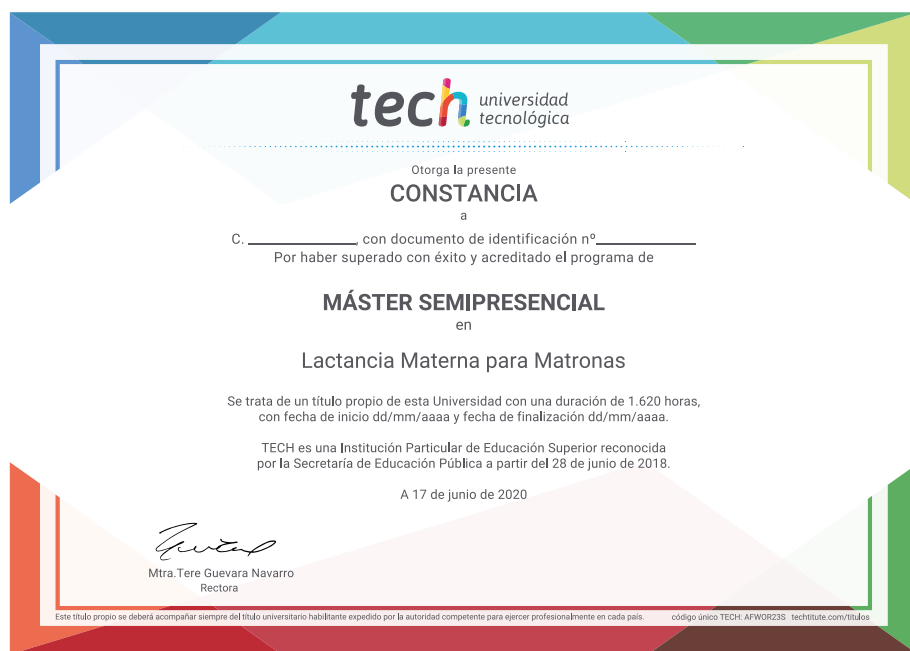 tech universidad
tecnológica
Otorga la presente
CONSTANCIA
a
C. ____________, con documento de identificación nº___________
Por haber superado con éxito y acreditado el programa de
MÁSTER SEMIPRESENCIAL
en
Lactancia Materna para Matronas
Se trata de un título propio de esta Universidad con una duración de 1.620 horas,
con fecha de inicio dd/mm/aaaa y fecha de finalización dd/mm/aaaa.
TECH es una Institución Particular de Educación Superior reconocida
por la Secretaría de Educación Pública a partir del 28 de junio de 2018.
A 17 de junio de 2020
Mtra.Tere Guevara Navarro
Rectora
Este título propio se deberá acompañar siempre del título universitario habilitante expedido por la autoridad competente para ejercer profesionalmente en cada país. código único TECH: AFWOR23S techtitute.com/titulos